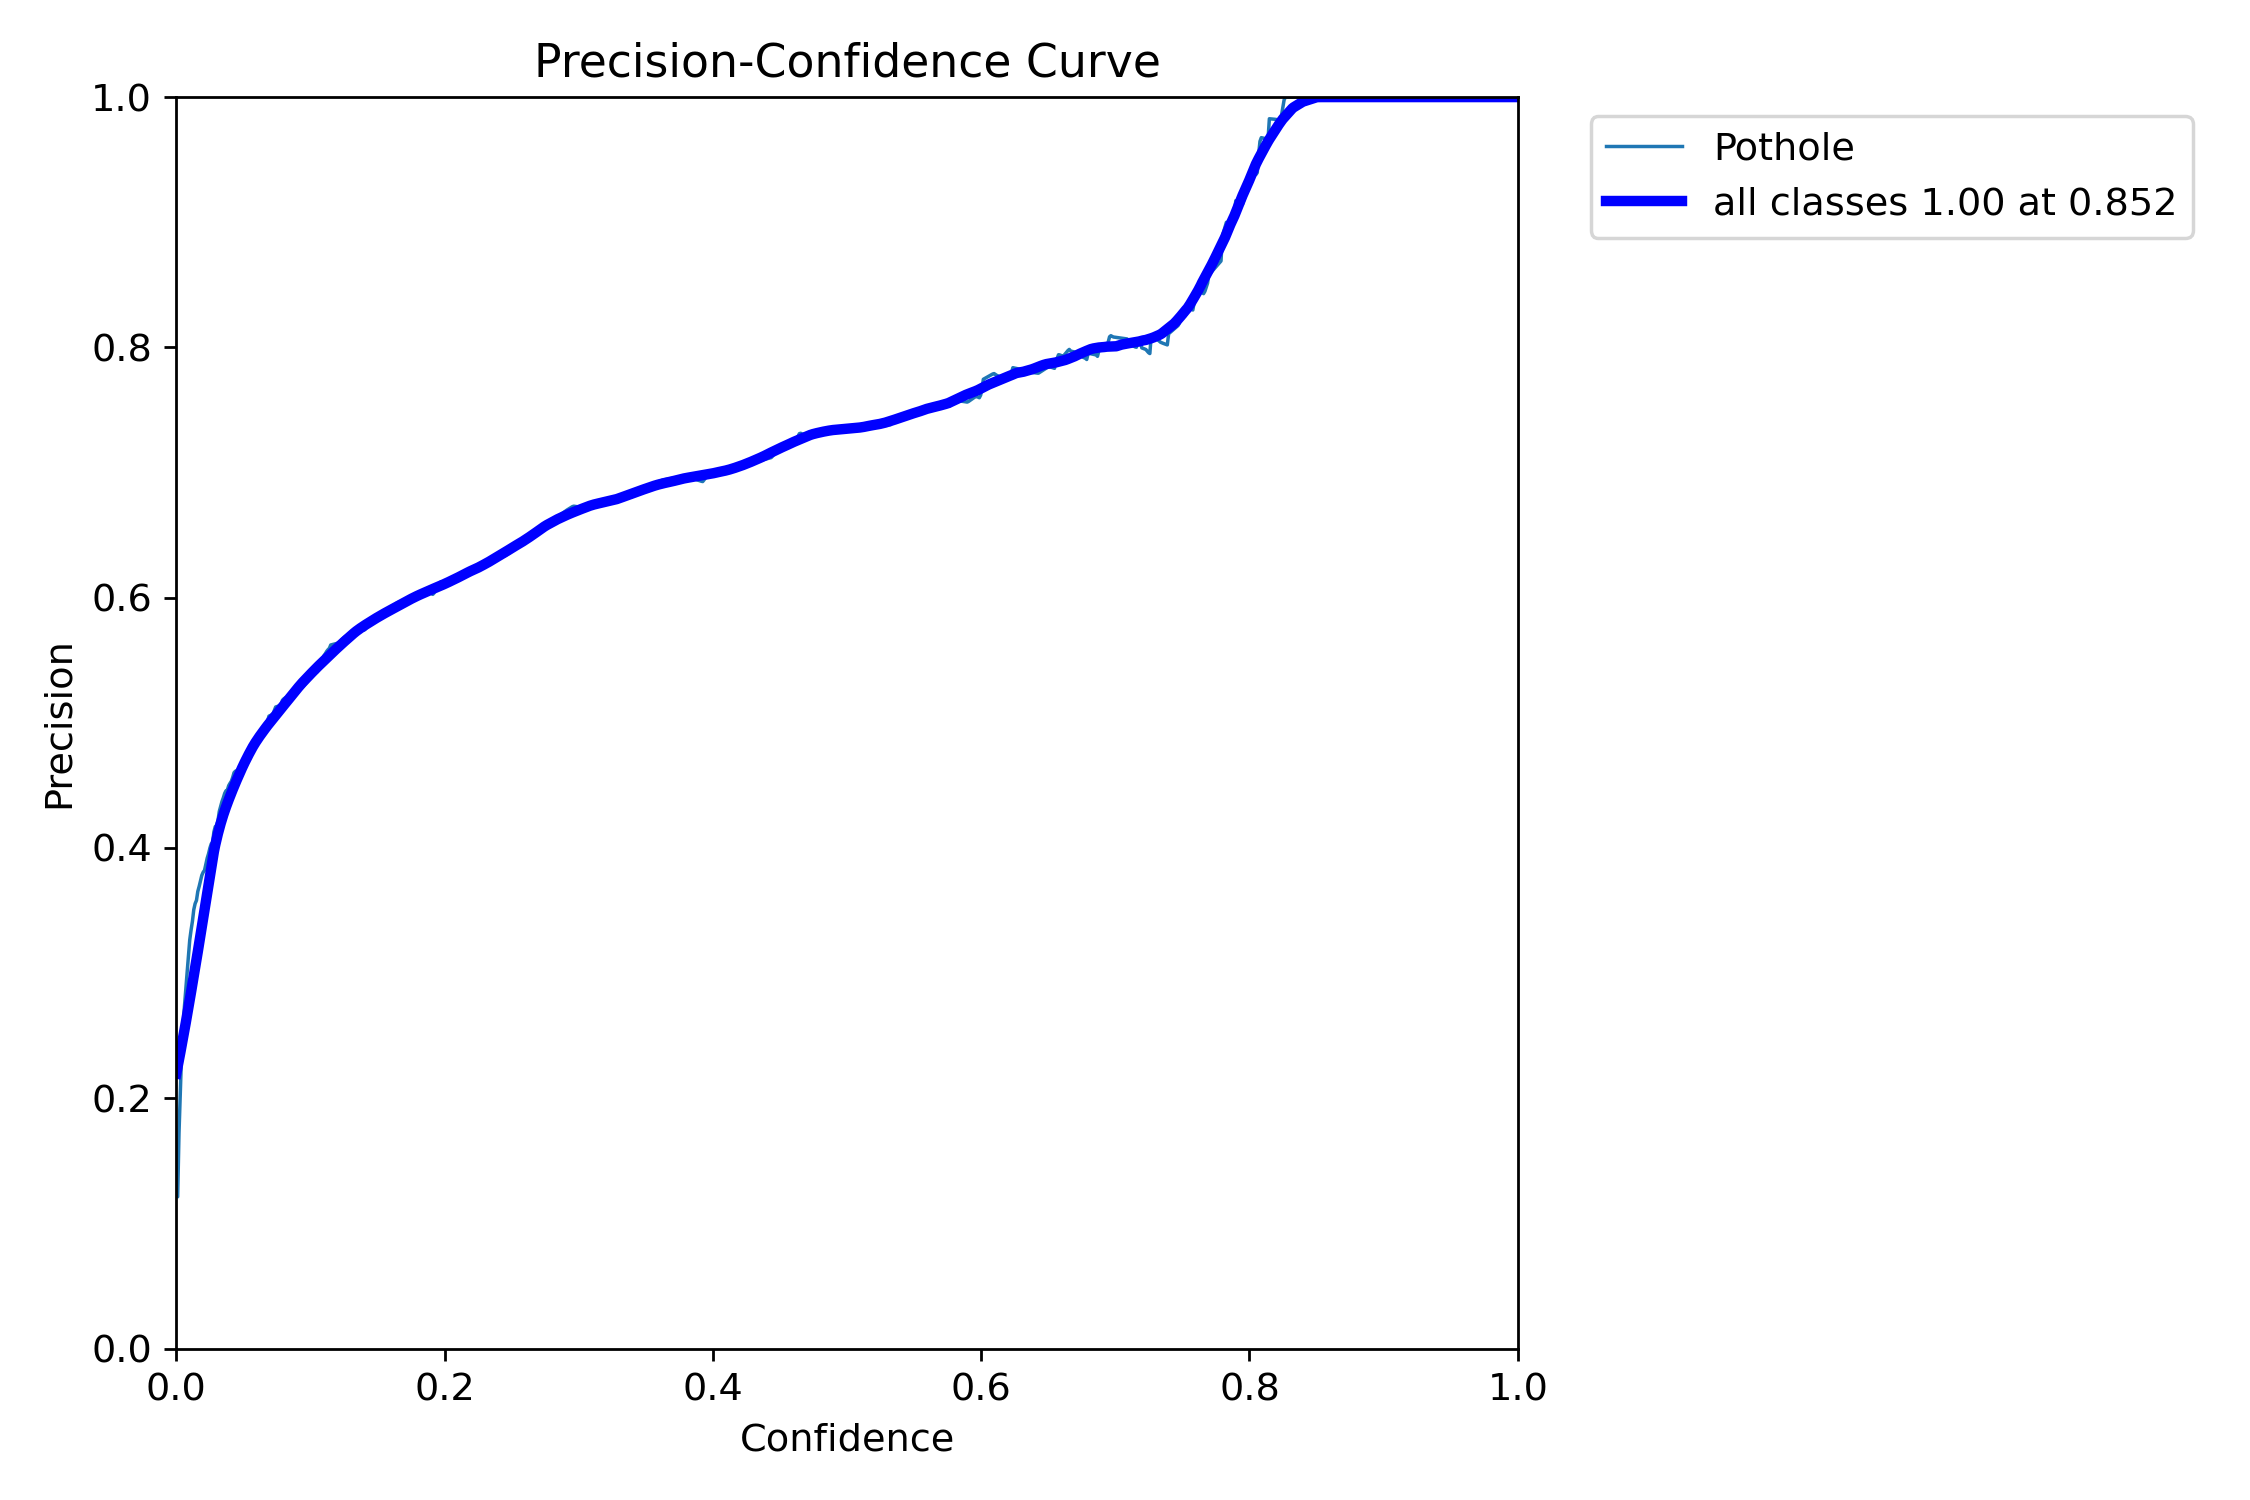 Precision-Confidence Curve
1.0
0.8
0.6
0.4
0.2
0.0
Precision
0.0 0.2 0.4 0.6 0.8 1.0
Confidence
Pothole
all classes 1.00 at 0.852